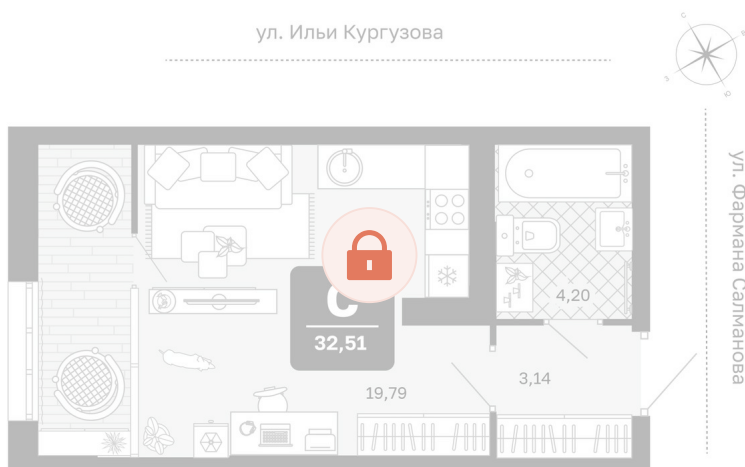 ул. Ильи Кургузова
С
В
З
Ю
ул. Фармана Салманова
4,20
С
32,51
3,14
19,79